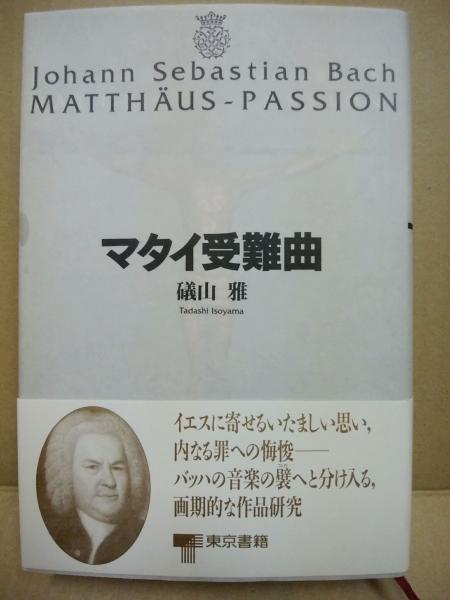 Johann Sebastian Bach
MATTHÄUS-PASSION
マタイ受難曲
礒山 雅
Tadashi Isoyama
イエスに寄せるいたましい思い,
内なる罪への悔悛──
バッハの音楽の襞へと分け入る,
画期的な作品研究
東京書籍